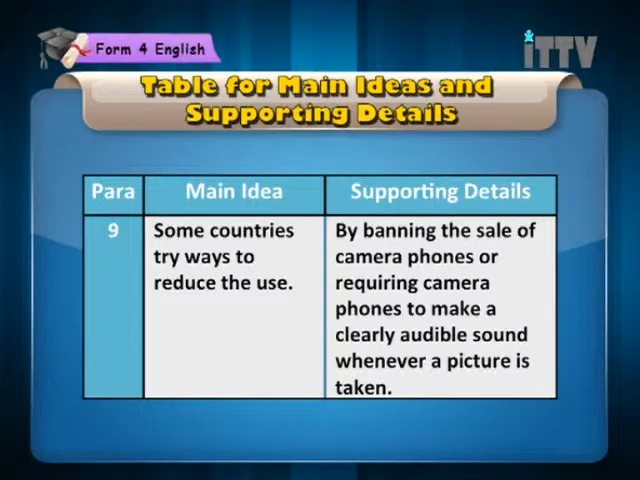 Form 4 English
iTTV
Table for Main Ideas and
Supporting Details
Para
Main Idea
Supporting Details
9
Some countries
try ways to
reduce the use.
By banning the sale of
camera phones or
requiring camera
phones to make a
clearly audible sound
whenever a picture is
taken.